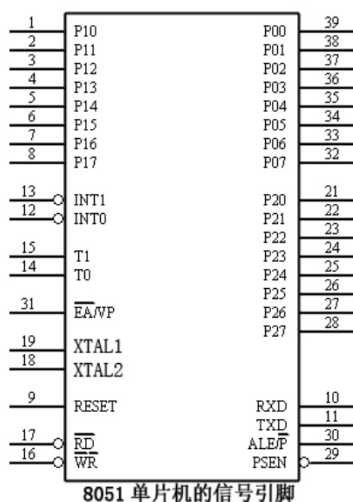 1 P10 P00 39
2 P11 P01 38
3 P12 P02 37
4 P13 P03 36
5 P14 P04 35
6 P15 P05 34
7 P16 P06 33
8 P17 P07 32
13 INT1 P20 21
12 INT0 P21 22
P22 23
15 T1 P23 24
14 T0 P24 25
P25 26
31 EA/VP P26 27
P27 28
19 XTAL1
18 XTAL2
9 RESET RXD 10
TXD 11
17 RD ALE/P 30
16 WR PSEN 29
8051 单片机的信号引脚